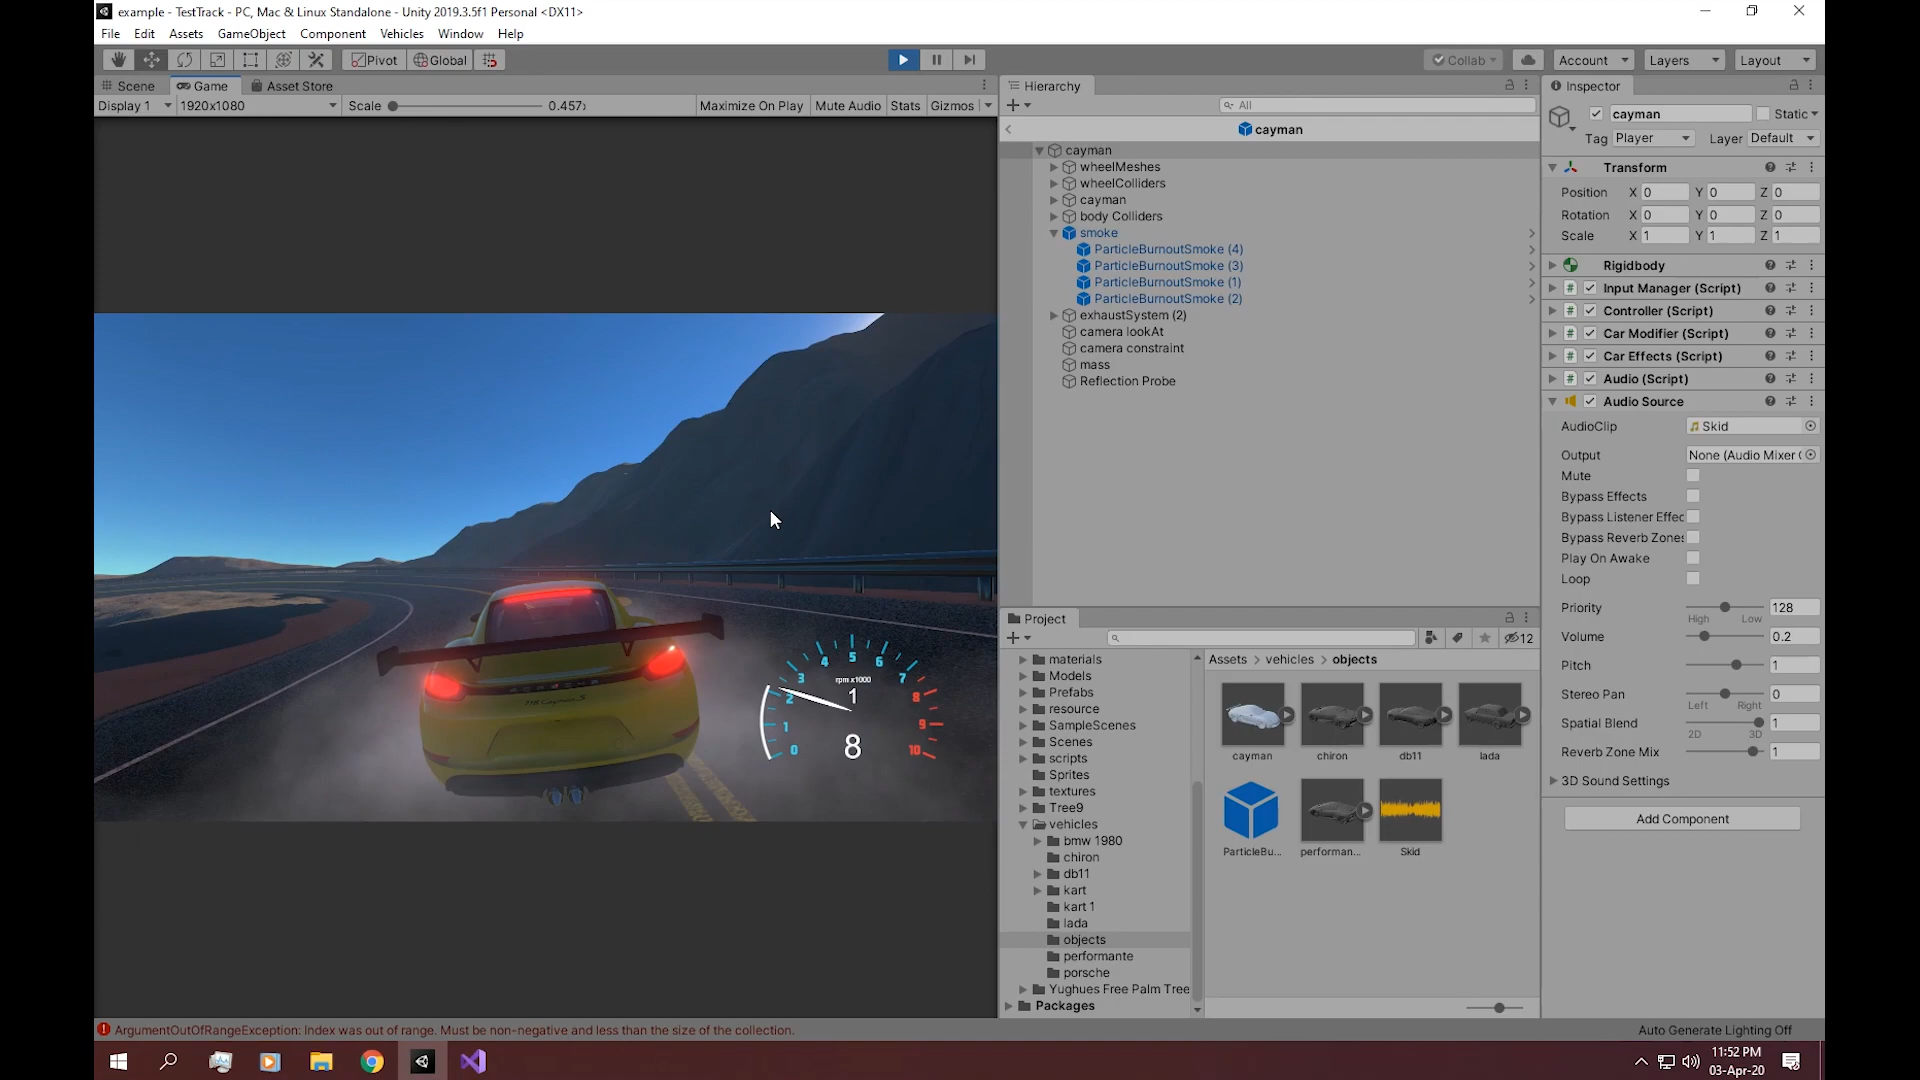 example - TestTrack - PC, Mac & Linux Standalone - Unity 2019.3.5f1 Personal <DX11>
File Edit Assets GameObject Component Vehicles Window Help
Pivot Global Collab Account Layers Layout
Scene Game Asset Store
Display 1 1920x1080 Scale 0.457x Maximize On Play Mute Audio Stats Gizmos
rpm x1000
0
1
2
3
4
5
6
7
8
9
10
1
8
Hierarchy
All
cayman
cayman
wheelMeshes
wheelColliders
cayman
body Colliders
smoke
ParticleBurnoutSmoke (4)
ParticleBurnoutSmoke (3)
ParticleBurnoutSmoke (1)
ParticleBurnoutSmoke (2)
exhaustSystem (2)
camera lookAt
camera constraint
mass
Reflection Probe
Project
12
materials
Models
Prefabs
resource
SampleScenes
Scenes
scripts
Sprites
textures
Tree9
vehicles
bmw 1980
chiron
db11
kart
kart 1
lada
objects
performante
porsche
Yughues Free Palm Tree
Packages
Assets > vehicles > objects
cayman chiron db11 lada
ParticleBu... performan... Skid
Inspector
cayman Static
Tag Player Layer Default
Transform
Position X 0 Y 0 Z 0
Rotation X 0 Y 0 Z 0
Scale X 1 Y 1 Z 1
Rigidbody
# Input Manager (Script)
# Controller (Script)
# Car Modifier (Script)
# Car Effects (Script)
# Audio (Script)
Audio Source
AudioClip Skid
Output None (Audio Mixer (
Mute
Bypass Effects
Bypass Listener Effec
Bypass Reverb Zones
Play On Awake
Loop
Priority 128
High Low
Volume 0.2
Pitch 1
Stereo Pan 0
Left Right
Spatial Blend 1
2D 3D
Reverb Zone Mix 1
3D Sound Settings
Add Component
ArgumentOutOfRangeException: Index was out of range. Must be non-negative and less than the size of the collection.
Auto Generate Lighting Off
11:52 PM
03-Apr-20